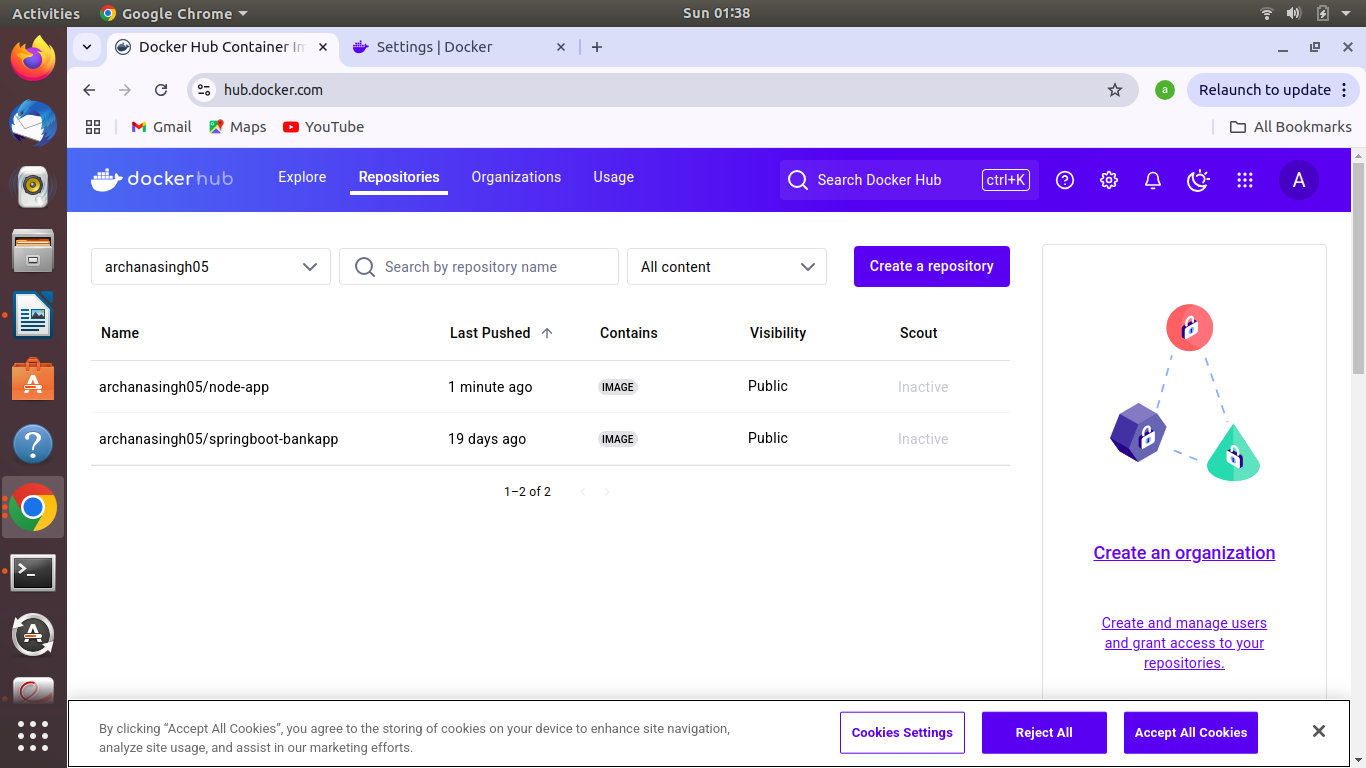 Activities Google Chrome Sun 01:38
Docker Hub Container Im Settings | Docker
hub.docker.com a Relaunch to update
Gmail Maps YouTube All Bookmarks
dockerhub Explore Repositories Organizations Usage Search Docker Hub ctrl+K A
archanasingh05 Search by repository name All content Create a repository
Name Last Pushed Contains Visibility Scout
archanasingh05/node-app 1 minute ago IMAGE Public Inactive
archanasingh05/springboot-bankapp 19 days ago IMAGE Public Inactive
1–2 of 2
Create an organization
Create and manage users
and grant access to your
repositories.
By clicking “Accept All Cookies”, you agree to the storing of cookies on your device to enhance site navigation,
analyze site usage, and assist in our marketing efforts.
Cookies Settings Reject All Accept All Cookies